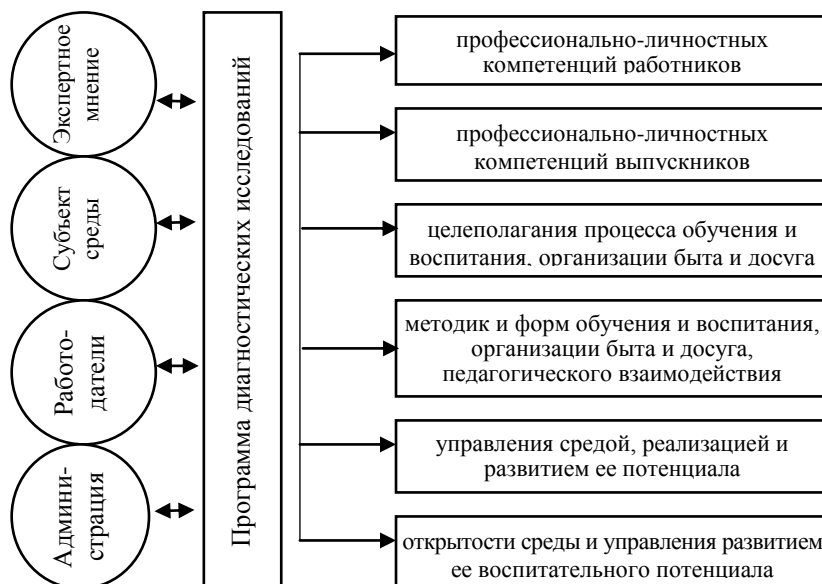 Экспертное
мнение
Субъект
среды
Работо-
датели
Админи-
страция
Программа диагностических исследований
профессионально-личностных
компетенций работников
профессионально-личностных
компетенций выпускников
целеполагания процесса обучения и
воспитания, организации быта и досуга
методик и форм обучения и воспитания,
организации быта и досуга,
педагогического взаимодействия
управления средой, реализацией и
развитием ее потенциала
открытости среды и управления развитием
ее воспитательного потенциала